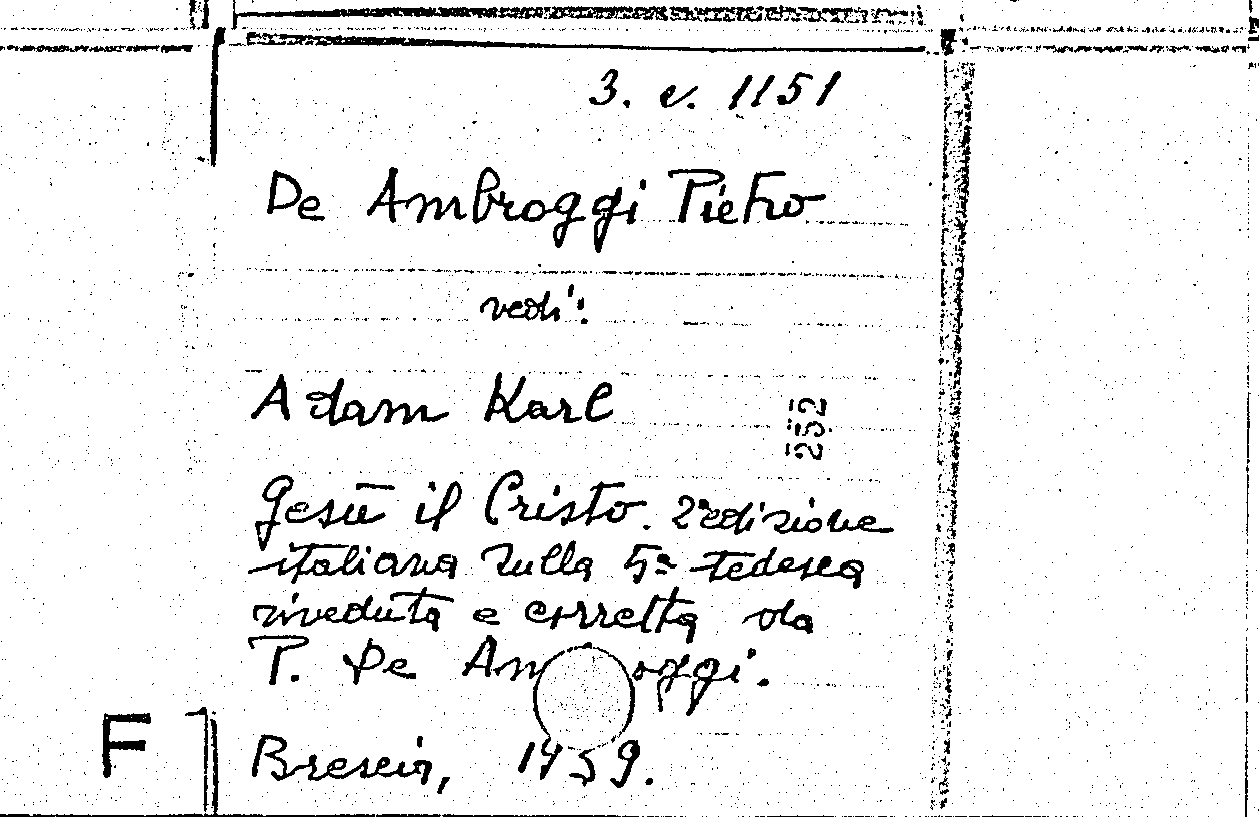 3. e. 1151
De Ambroggi Pietro
vedi:
Adam Karl
252
Gesù il Cristo. 2ª edizione
italiana sulla 5ª tedesca
riveduta e corretta da
P. De Am oggi.
F
Brescia, 1959.